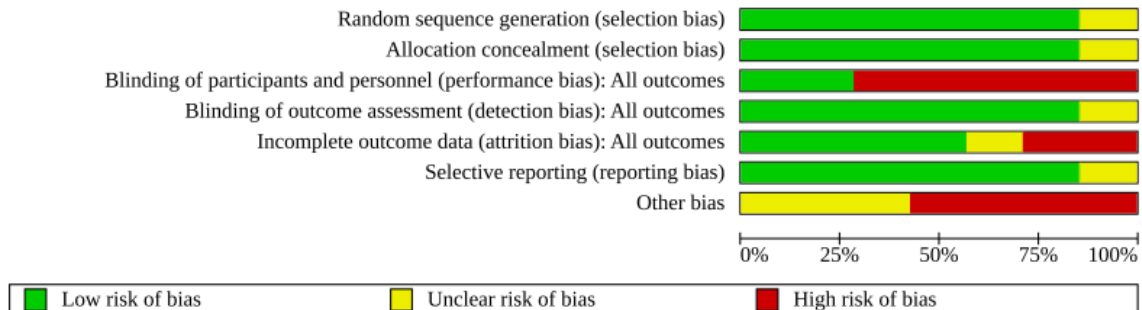 Random sequence generation (selection bias)
Allocation concealment (selection bias)
Blinding of participants and personnel (performance bias): All outcomes
Blinding of outcome assessment (detection bias): All outcomes
Incomplete outcome data (attrition bias): All outcomes
Selective reporting (reporting bias)
Other bias
0% 25% 50% 75% 100%
Low risk of bias Unclear risk of bias High risk of bias